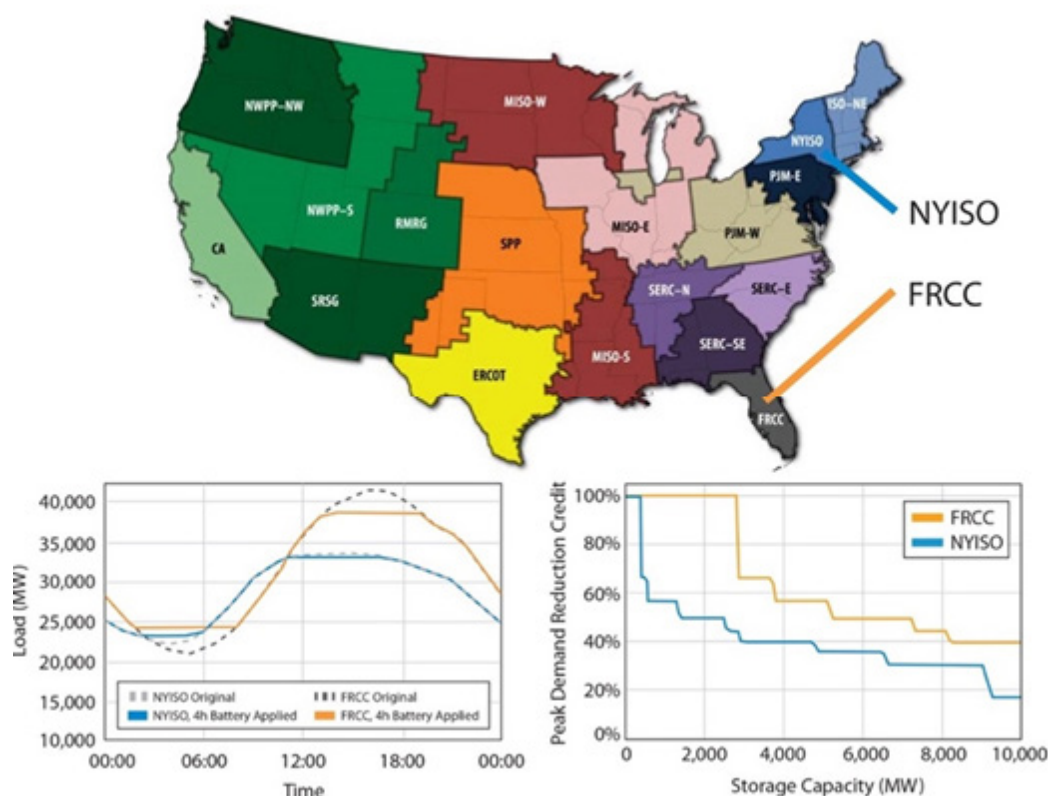 NWPP–NW
MISO-W
ISO–NE
NYISO
PJM-E
NYISO
NWPP–S
RMRG
CA
SPP
MISO-E
PJM-W
SRSG
SERC–N
SERC–E
FRCC
MISO-S
SERC–SE
ERCOT
FRCC
Load (MW)
40,000
35,000
30,000
25,000
20,000
15,000
10,000
NYISO Original
FRCC Original
NYISO, 4h Battery Applied
FRCC, 4h Battery Applied
00:00 06:00 12:00 18:00 00:00
Time
Peak Demand Reduction Credit
100%
80%
60%
40%
20%
0%
FRCC
NYISO
0 2,000 4,000 6,000 8,000 10,000
Storage Capacity (MW)